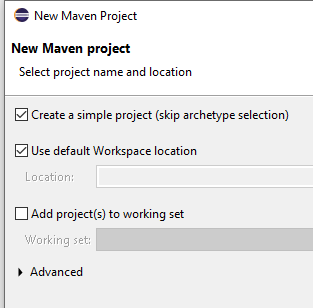 New Maven Project
New Maven project
Select project name and location
Create a simple project (skip archetype selection)
Use default Workspace location
Location:
Add project(s) to working set
Working set:
Advanced